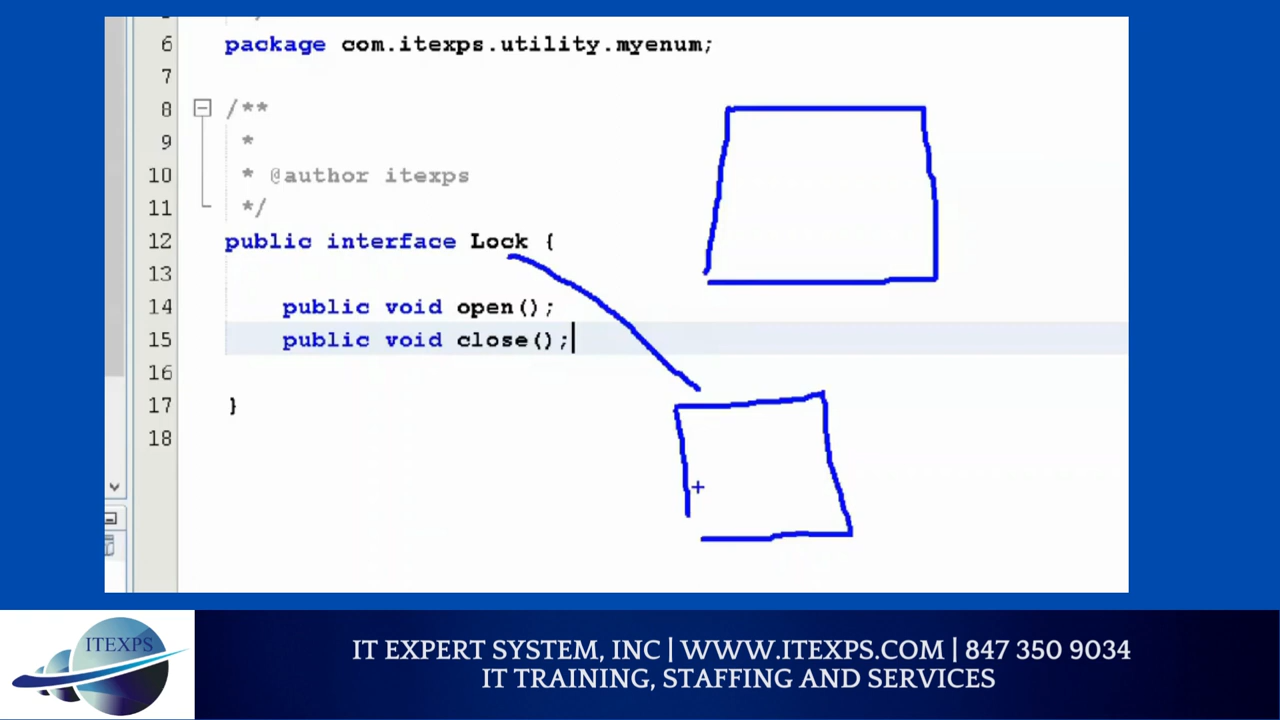 6 package com.itexps.utility.myenum;
7
8 /**
9 *
10 * @author itexps
11 */
12 public interface Lock {
13
14 public void open();
15 public void close();
16
17 }
18
ITEXPS
IT EXPERT SYSTEM, INC | WWW.ITEXPS.COM | 847 350 9034
IT TRAINING, STAFFING AND SERVICES